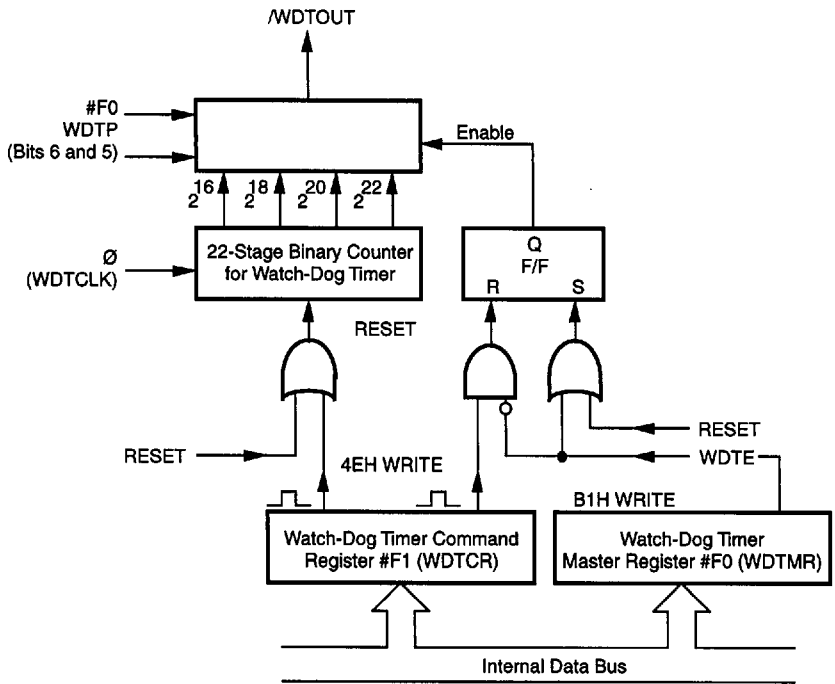 /WDTOUT
#F0
WDTP
(Bits 6 and 5)
Enable
2^16 2^18 2^20 2^22
Ø
(WDTCLK)
22-Stage Binary Counter
for Watch-Dog Timer
Q
F/F
R S
RESET
RESET
RESET
WDTE
4EH WRITE
B1H WRITE
Watch-Dog Timer Command
Register #F1 (WDTCR)
Watch-Dog Timer
Master Register #F0 (WDTMR)
Internal Data Bus